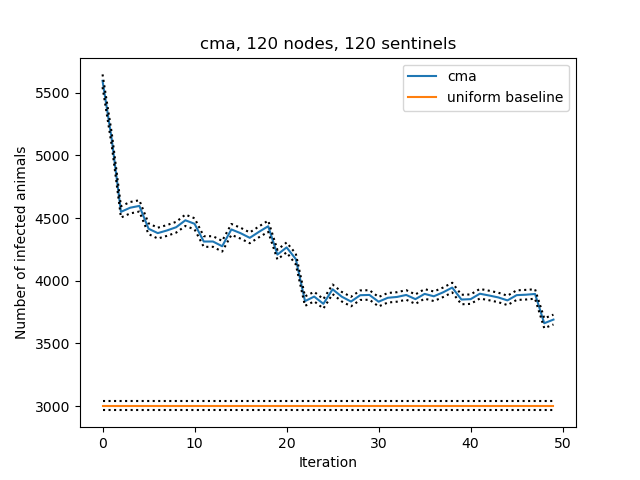 cma, 120 nodes, 120 sentinels
cma
uniform baseline
Number of infected animals
5500
5000
4500
4000
3500
3000
0 10 20 30 40 50
Iteration